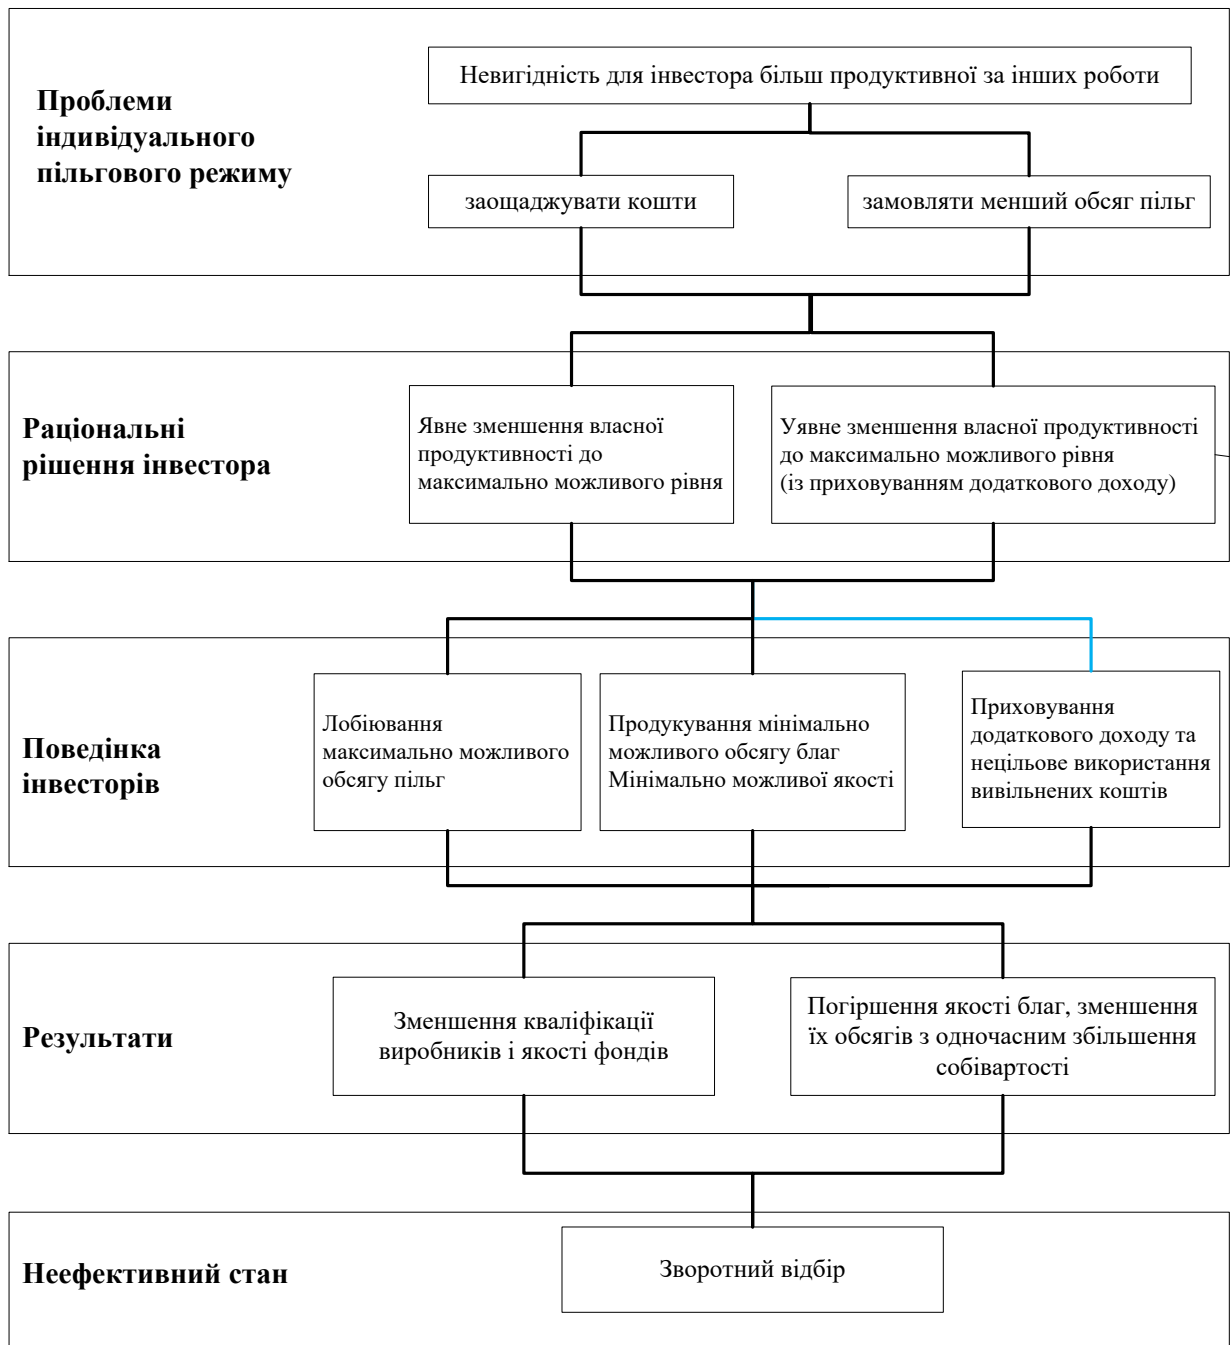 Проблеми
індивідуального
пільгового режиму
Невигідність для інвестора більш продуктивної за інших роботи
заощаджувати кошти
замовляти менший обсяг пільг
Раціональні
рішення інвестора
Явне зменшення власної
продуктивності до
максимально можливого рівня
Уявне зменшення власної продуктивності
до максимально можливого рівня
(із приховуванням додаткового доходу)
Поведінка
інвесторів
Лобіювання
максимально можливого
обсягу пільг
Продукування мінімально
можливого обсягу благ
Мінімально можливої якості
Приховування
додаткового доходу та
нецільове використання
вивільнених коштів
Результати
Зменшення кваліфікації
виробників і якості фондів
Погіршення якості благ, зменшення
їх обсягів з одночасним збільшення
собівартості
Неефективний стан
Зворотний відбір